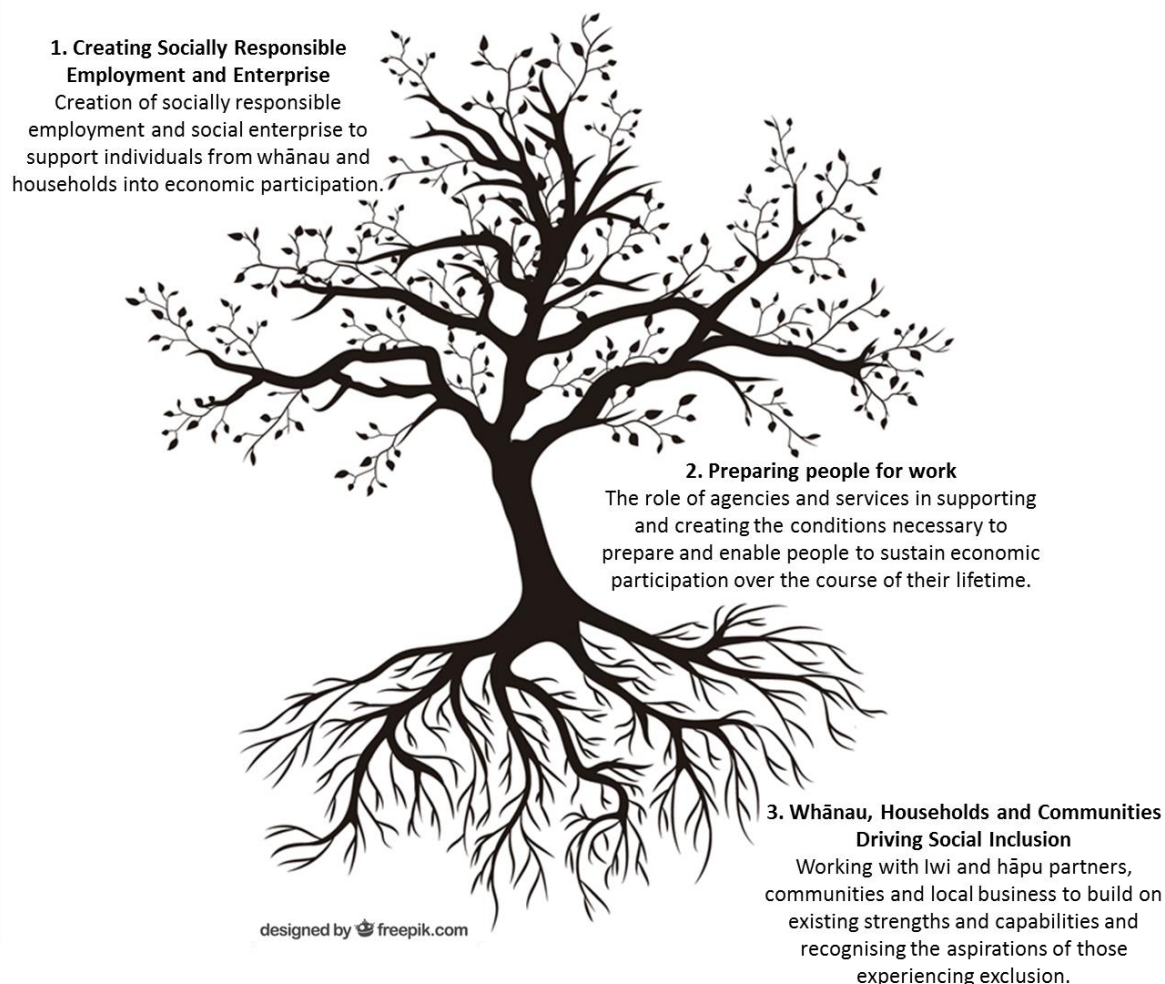 1. Creating Socially Responsible
Employment and Enterprise
Creation of socially responsible
employment and social enterprise to
support individuals from whānau and
households into economic participation.
2. Preparing people for work
The role of agencies and services in supporting
and creating the conditions necessary to
prepare and enable people to sustain economic
participation over the course of their lifetime.
3. Whānau, Households and Communities
Driving Social Inclusion
Working with Iwi and hāpu partners,
communities and local business to build on
existing strengths and capabilities and
recognising the aspirations of those
experiencing exclusion.
designed by freepik.com